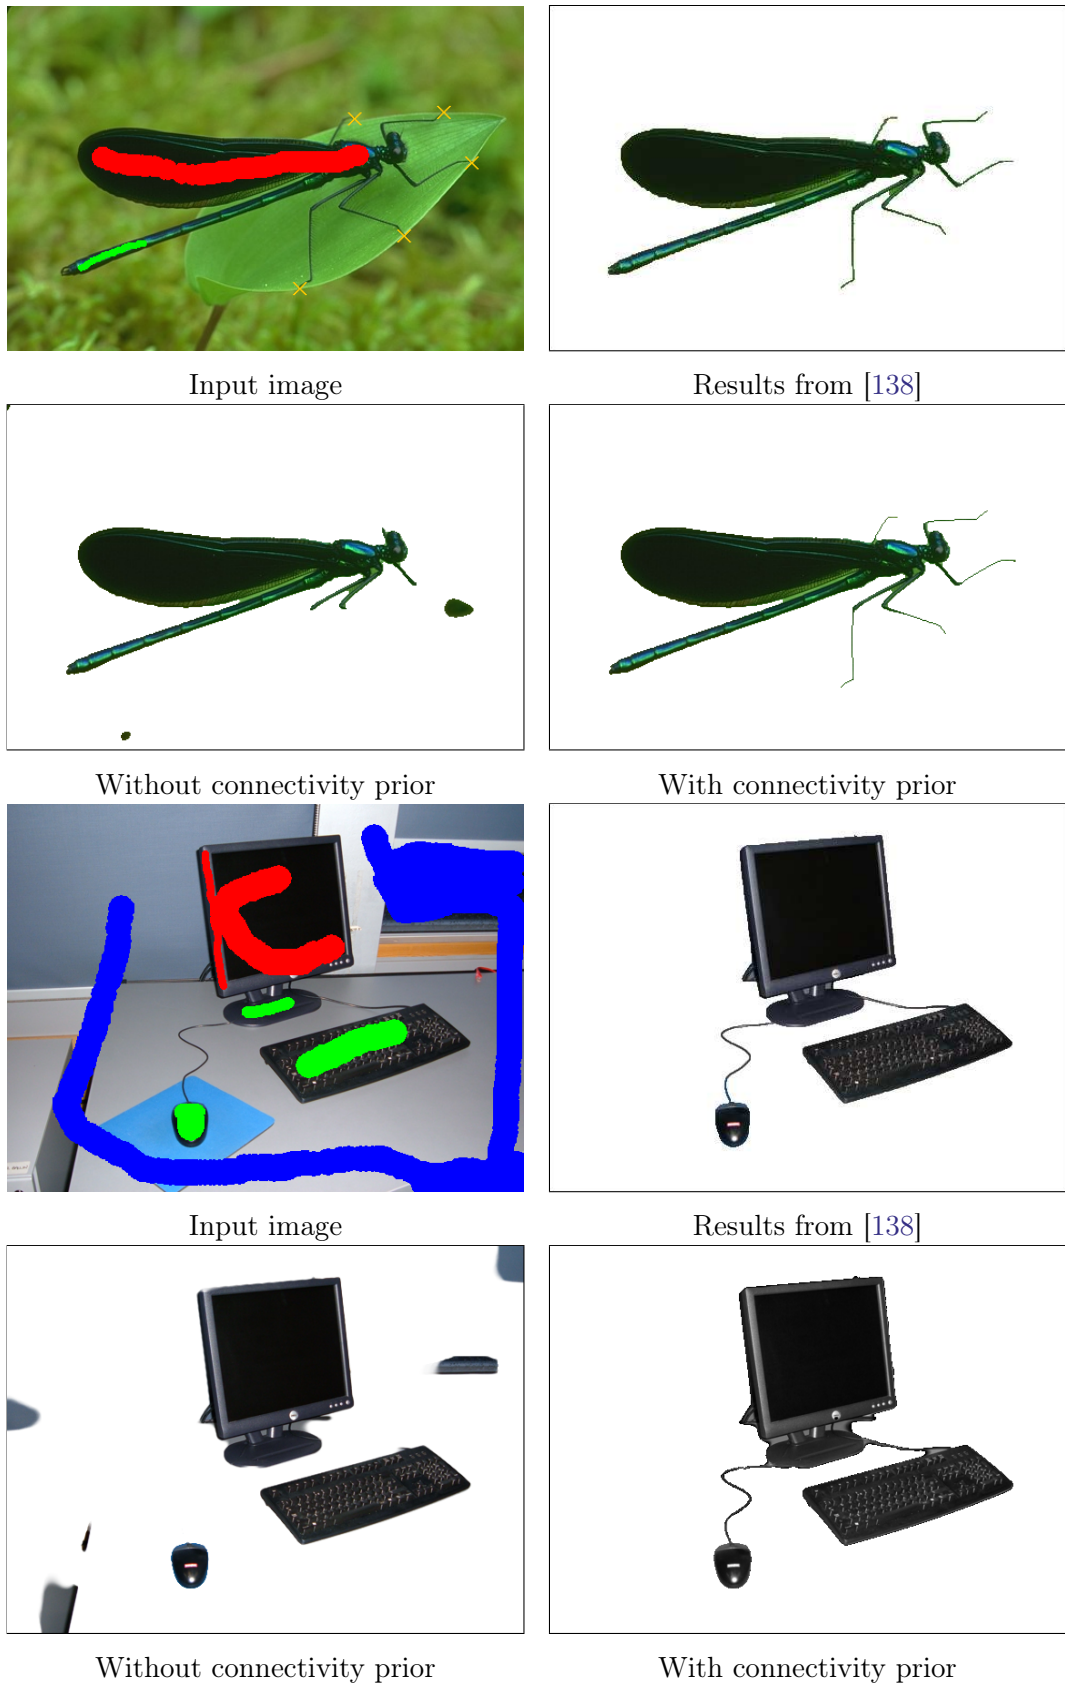 Input image
Results from [138]
Without connectivity prior
With connectivity prior
Input image
Results from [138]
Without connectivity prior
With connectivity prior